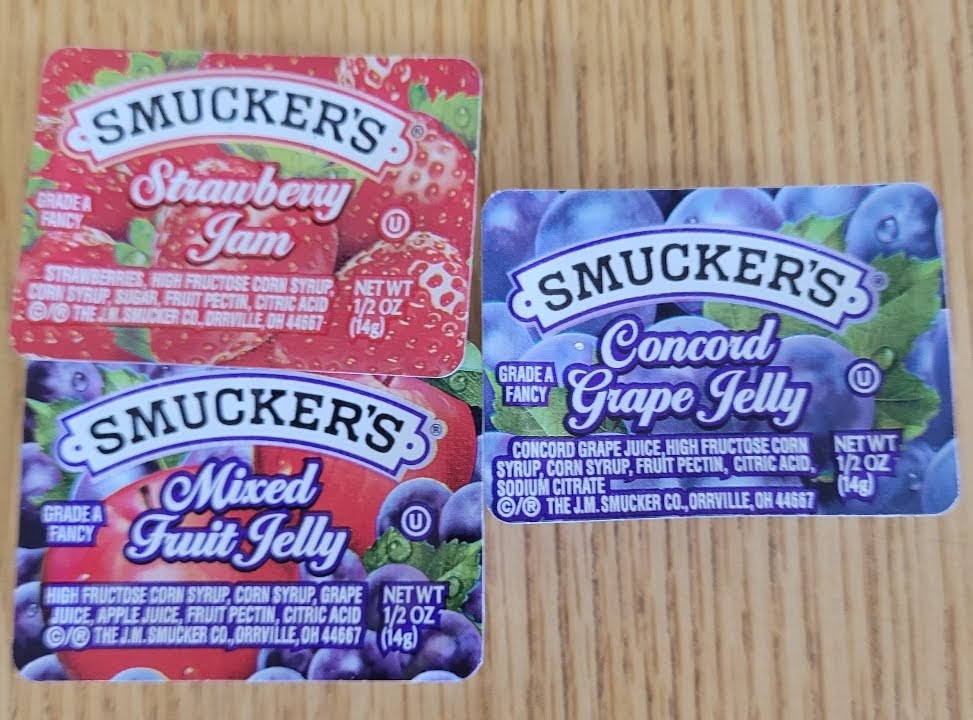 SMUCKER'S®
Strawberry
Jam
GRADE A
FANCY
U
STRAWBERRIES, HIGH FRUCTOSE CORN SYRUP,
CORN SYRUP, SUGAR, FRUIT PECTIN, CITRIC ACID
©/® THE J.M. SMUCKER CO., ORRVILLE, OH 44667
NET WT
1/2 OZ
(14g)
SMUCKER'S®
Mixed
Fruit Jelly
GRADE A
FANCY
U
HIGH FRUCTOSE CORN SYRUP, CORN SYRUP, GRAPE
JUICE, APPLE JUICE, FRUIT PECTIN, CITRIC ACID
©/® THE J.M. SMUCKER CO., ORRVILLE, OH 44667
NET WT
1/2 OZ
(14g)
SMUCKER'S®
Concord
Grape Jelly
GRADE A
FANCY
U
CONCORD GRAPE JUICE, HIGH FRUCTOSE CORN
SYRUP, CORN SYRUP, FRUIT PECTIN, CITRIC ACID,
SODIUM CITRATE
©/® THE J.M. SMUCKER CO., ORRVILLE, OH 44667
NET WT
1/2 OZ
(14g)